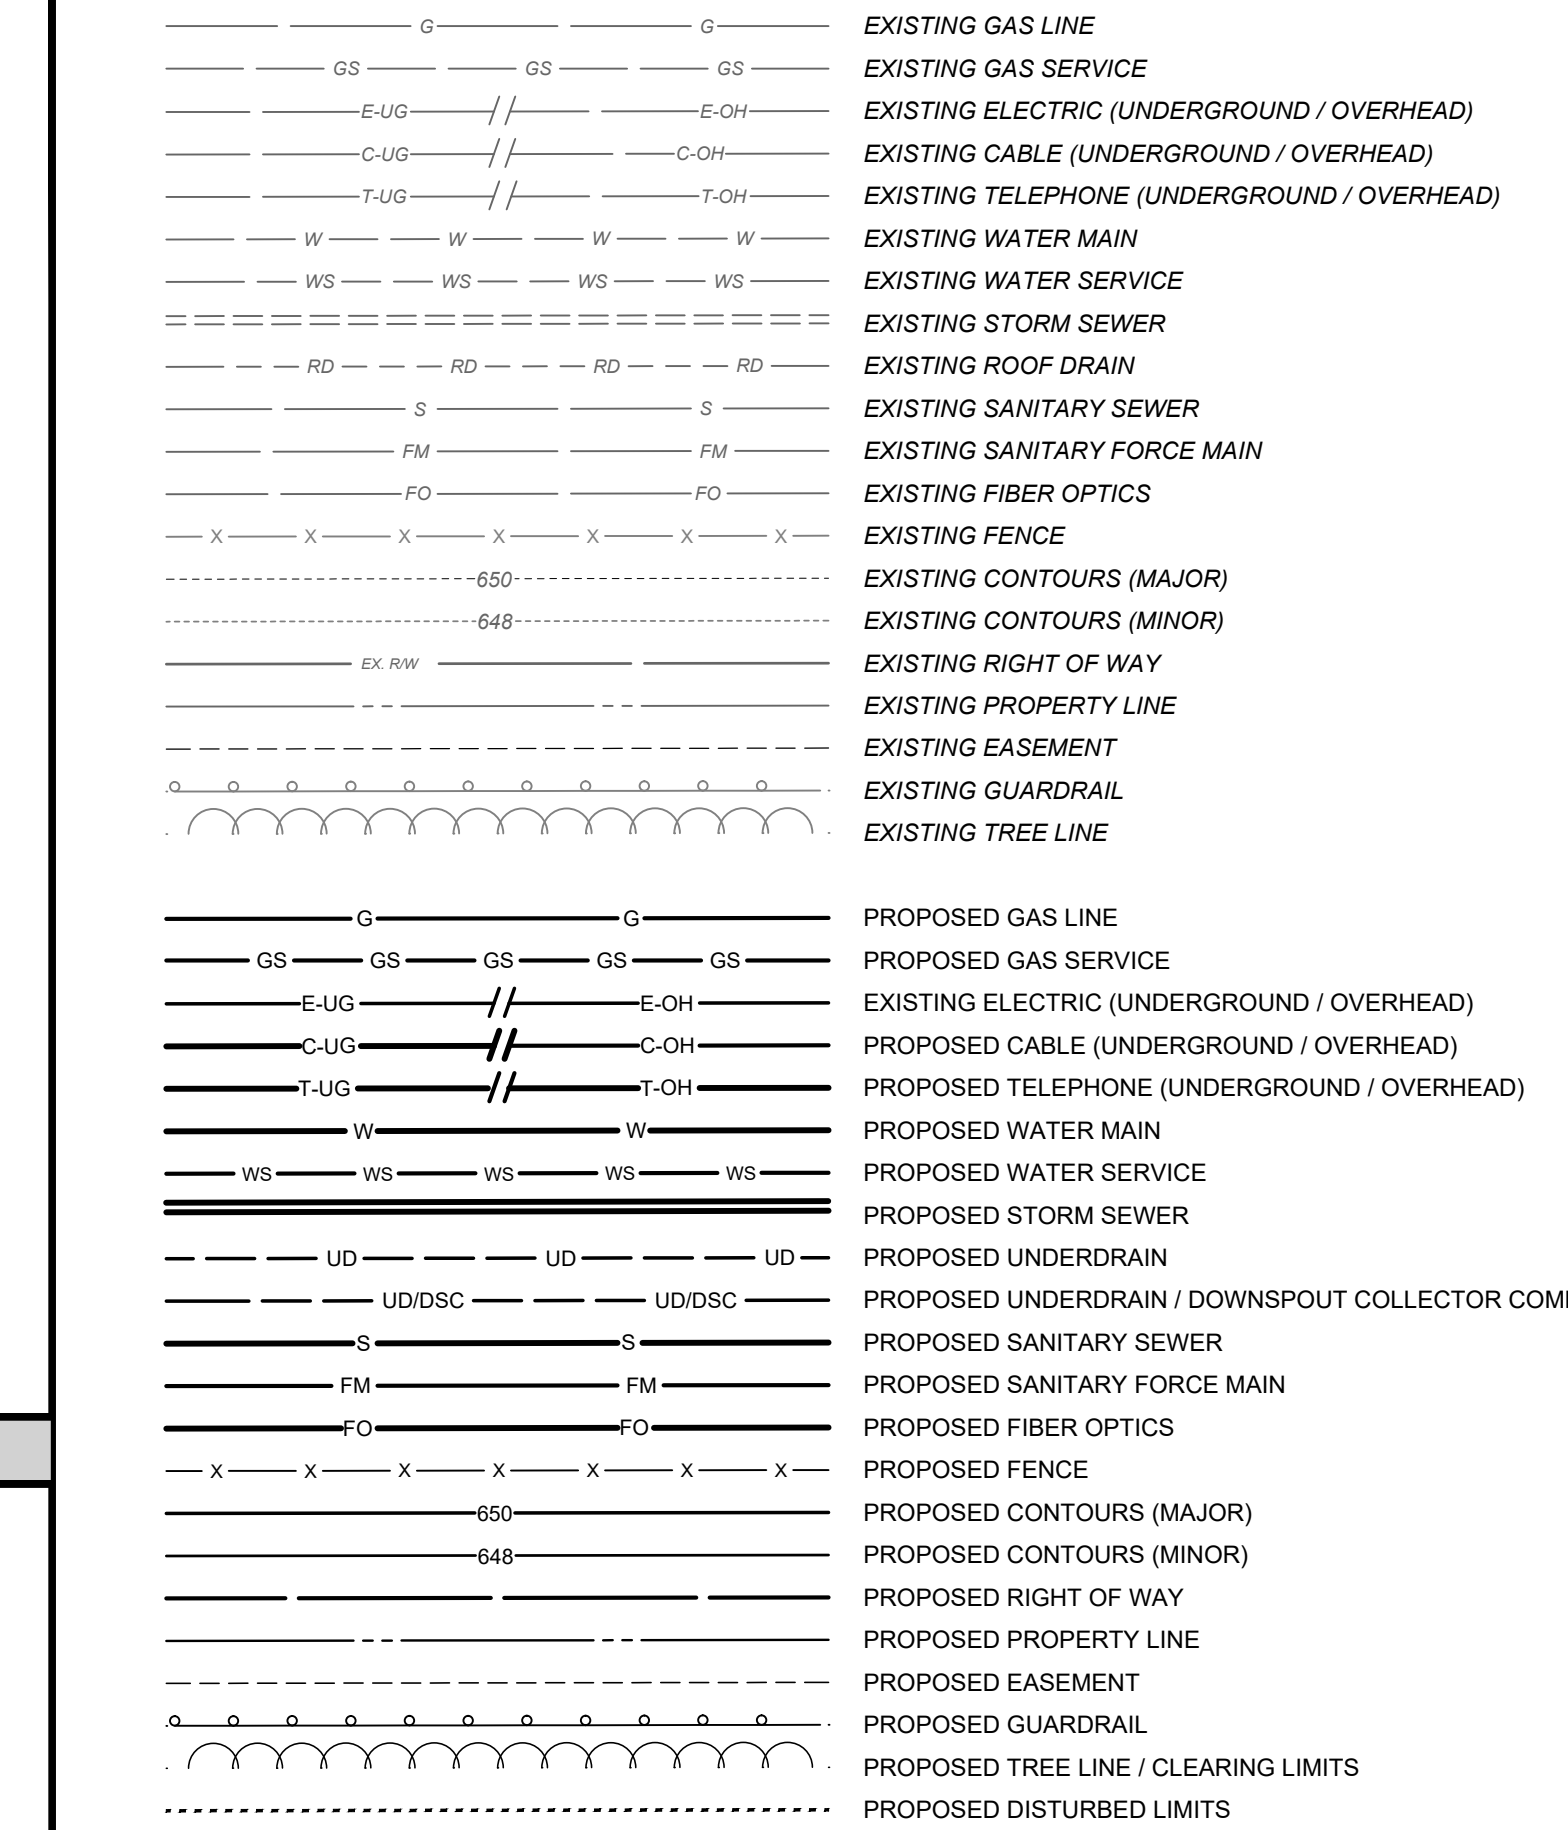 G G EXISTING GAS LINE
GS GS GS EXISTING GAS SERVICE
E-UG E-OH EXISTING ELECTRIC (UNDERGROUND / OVERHEAD)
C-UG C-OH EXISTING CABLE (UNDERGROUND / OVERHEAD)
T-UG T-OH EXISTING TELEPHONE (UNDERGROUND / OVERHEAD)
W W W W EXISTING WATER MAIN
WS WS WS WS EXISTING WATER SERVICE
EXISTING STORM SEWER
RD RD RD RD EXISTING ROOF DRAIN
S S EXISTING SANITARY SEWER
FM FM EXISTING SANITARY FORCE MAIN
FO FO EXISTING FIBER OPTICS
X X X X X X X EXISTING FENCE
650 EXISTING CONTOURS (MAJOR)
648 EXISTING CONTOURS (MINOR)
EX. R/W EXISTING RIGHT OF WAY
EXISTING PROPERTY LINE
EXISTING EASEMENT
EXISTING GUARDRAIL
EXISTING TREE LINE
G G PROPOSED GAS LINE
GS GS GS GS GS PROPOSED GAS SERVICE
E-UG E-OH EXISTING ELECTRIC (UNDERGROUND / OVERHEAD)
C-UG C-OH PROPOSED CABLE (UNDERGROUND / OVERHEAD)
T-UG T-OH PROPOSED TELEPHONE (UNDERGROUND / OVERHEAD)
W W PROPOSED WATER MAIN
WS WS WS WS WS PROPOSED WATER SERVICE
PROPOSED STORM SEWER
UD UD UD PROPOSED UNDERDRAIN
UD/DSC UD/DSC PROPOSED UNDERDRAIN / DOWNSPOUT COLLECTOR
S S PROPOSED SANITARY SEWER
FM FM PROPOSED SANITARY FORCE MAIN
FO FO PROPOSED FIBER OPTICS
X X X X X X X PROPOSED FENCE
650 PROPOSED CONTOURS (MAJOR)
648 PROPOSED CONTOURS (MINOR)
PROPOSED RIGHT OF WAY
PROPOSED PROPERTY LINE
PROPOSED EASEMENT
PROPOSED GUARDRAIL
PROPOSED TREE LINE / CLEARING LIMITS
PROPOSED DISTURBED LIMITS